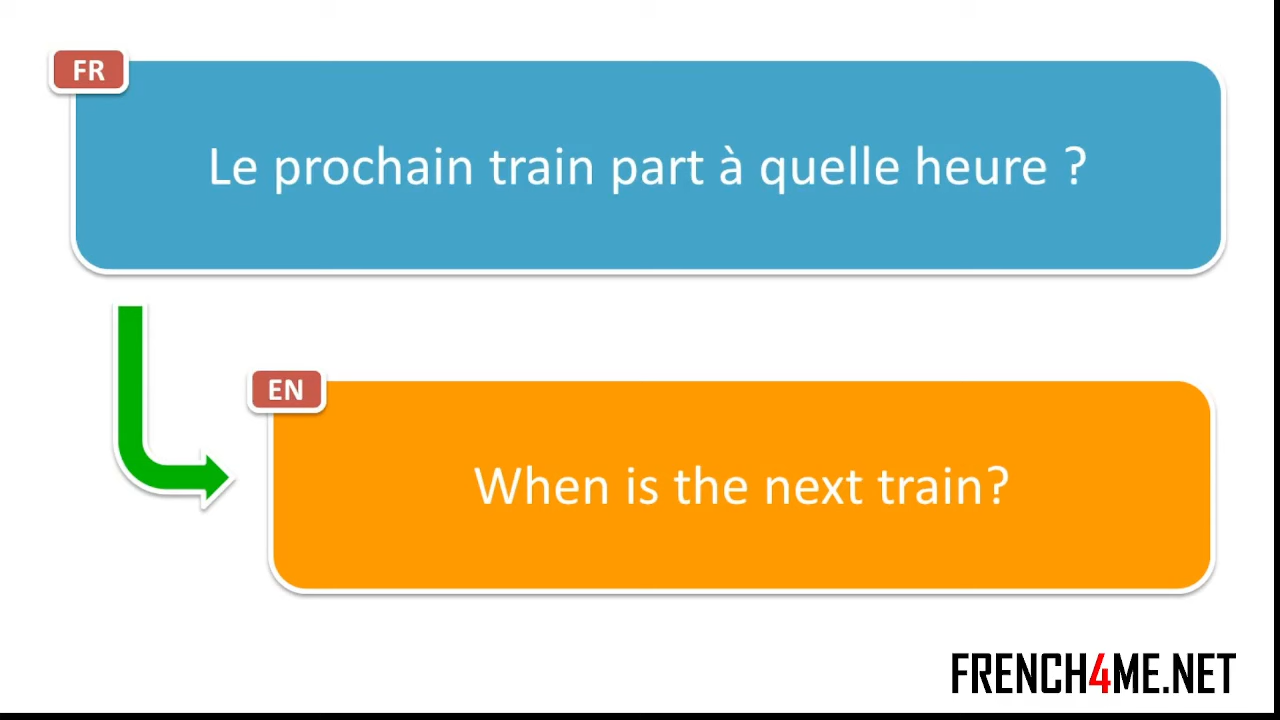 FR
Le prochain train part à quelle heure ?
EN
When is the next train?
FRENCH4ME.NET